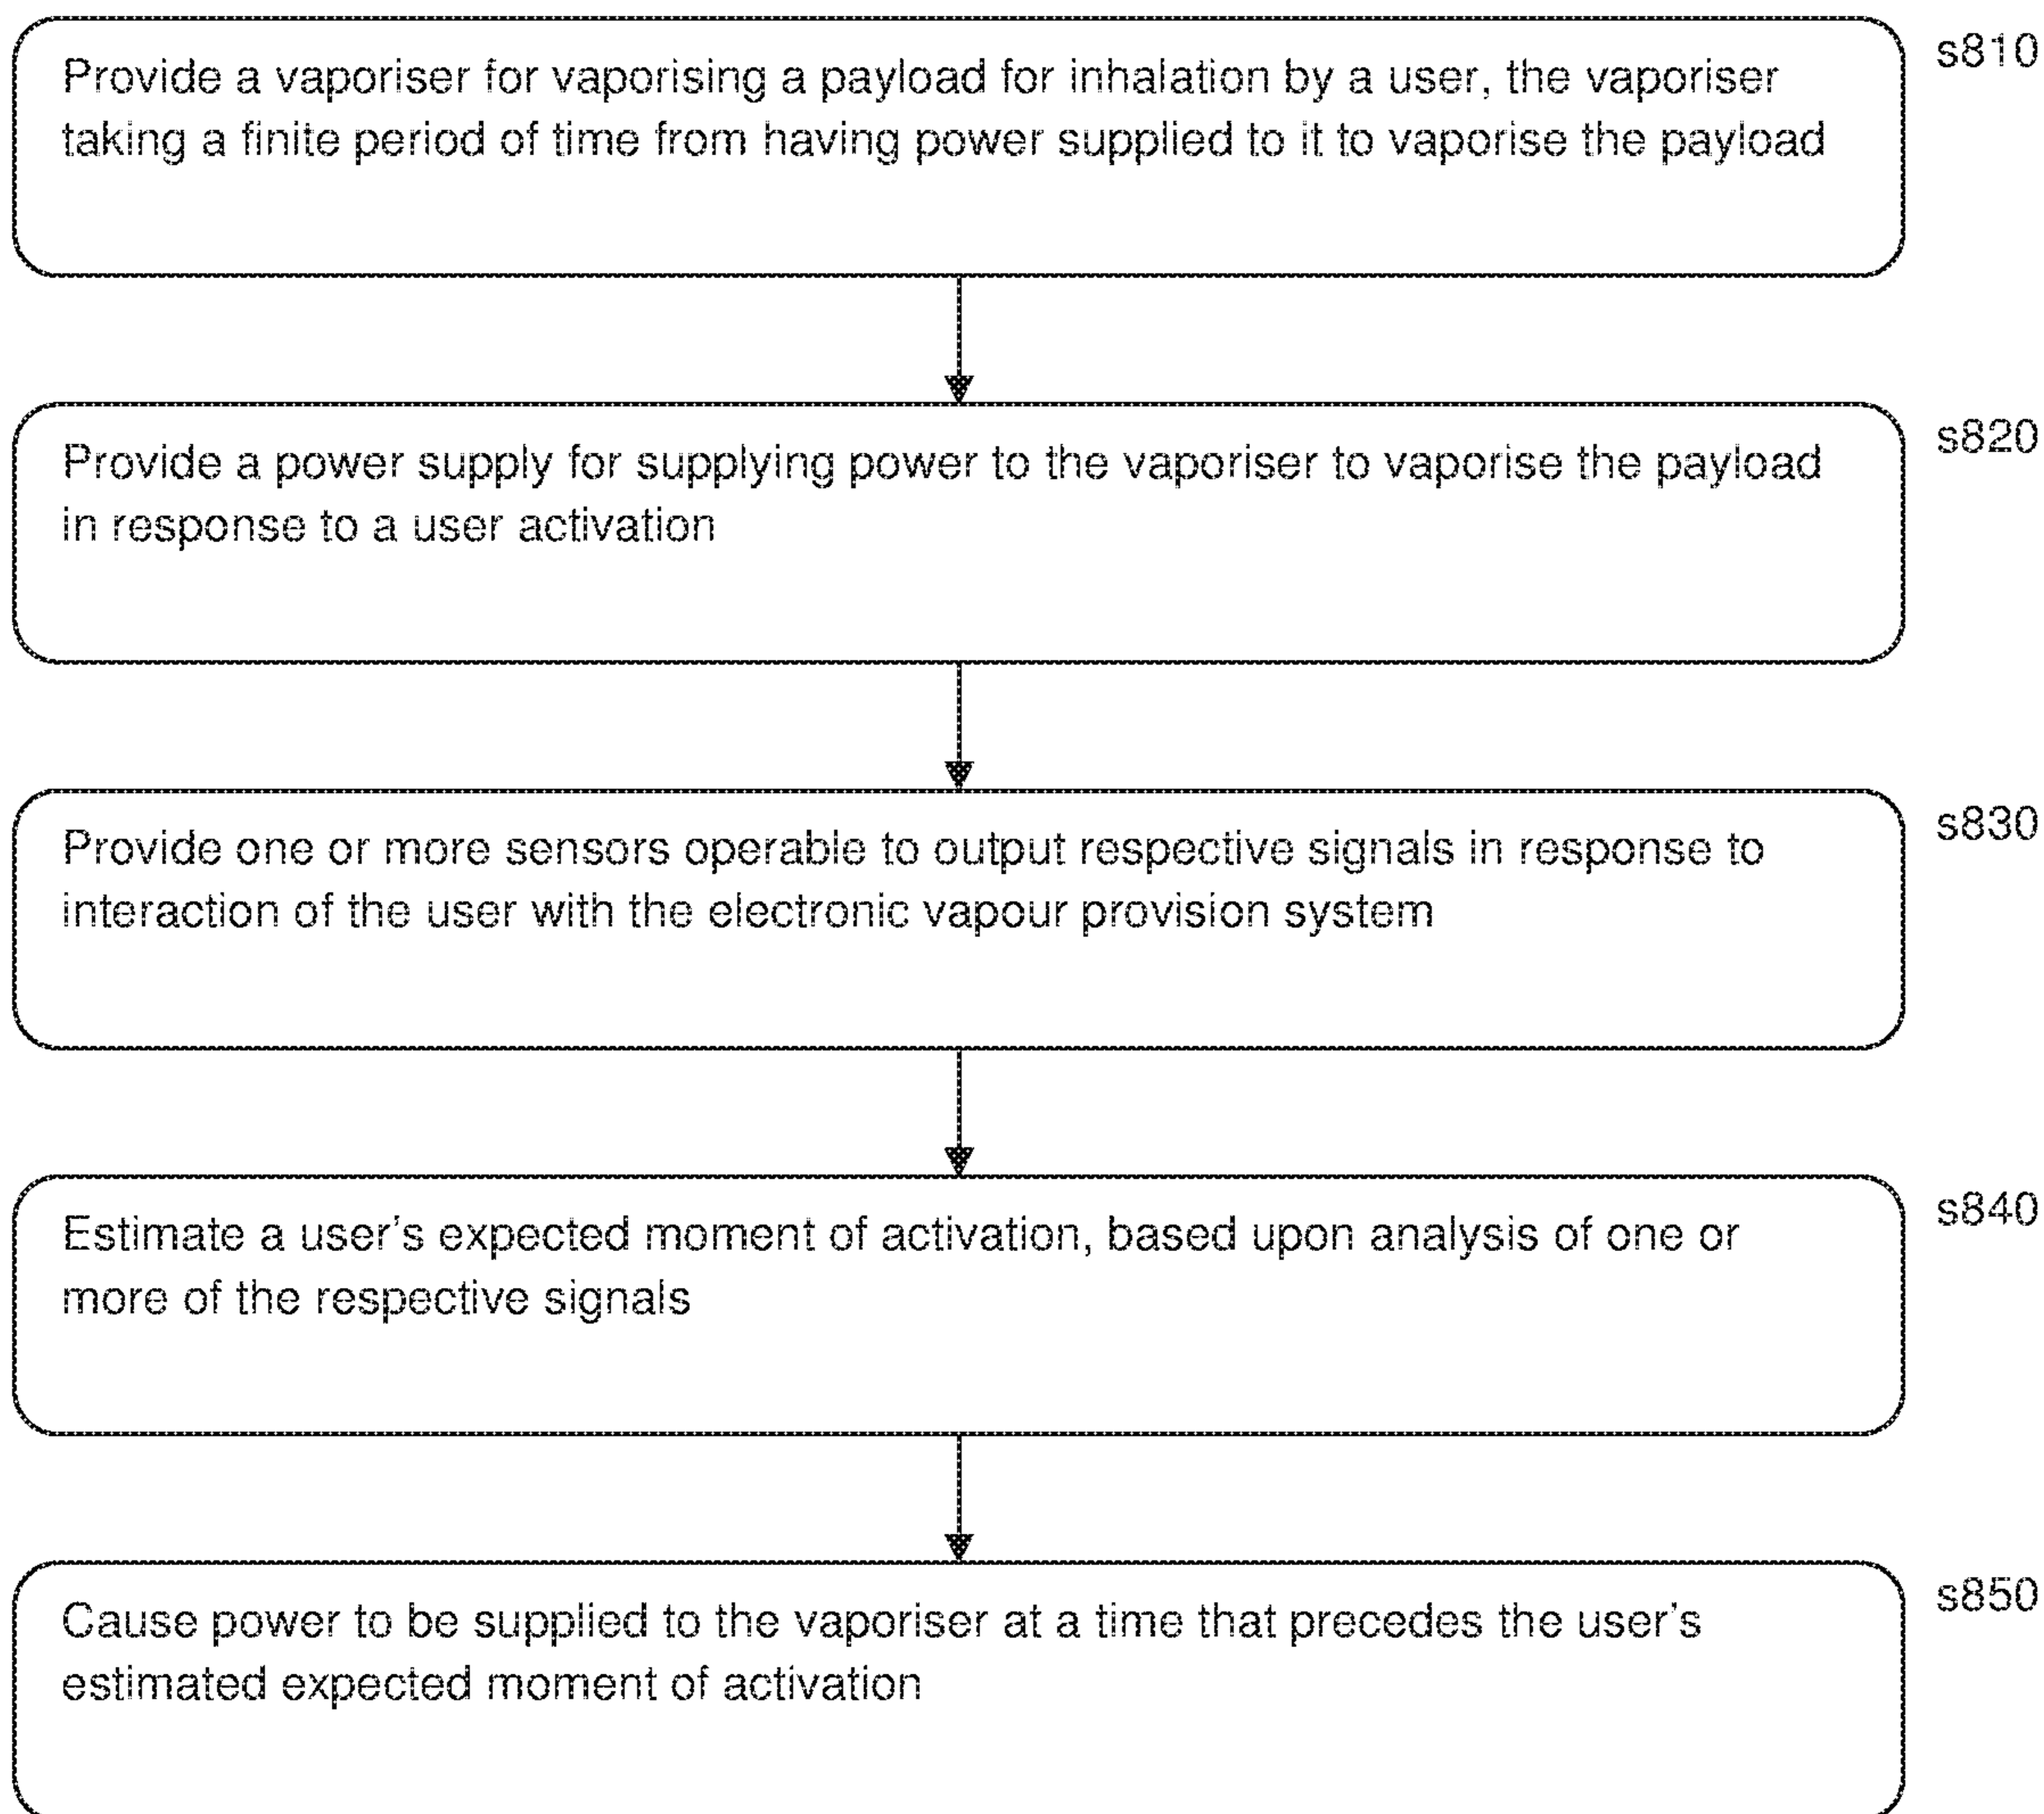 Provide a vaporiser for vaporising a payload for inhalation by a user, the vaporiser
taking a finite period of time from having power supplied to it to vaporise the payload
s810
Provide a power supply for supplying power to the vaporiser to vaporise the payload
in response to a user activation
s820
Provide one or more sensors operable to output respective signals in response to
interaction of the user with the electronic vapour provision system
s830
Estimate a user's expected moment of activation, based upon analysis of one or
more of the respective signals
s840
Cause power to be supplied to the vaporiser at a time that precedes the user's
estimated expected moment of activation
s850